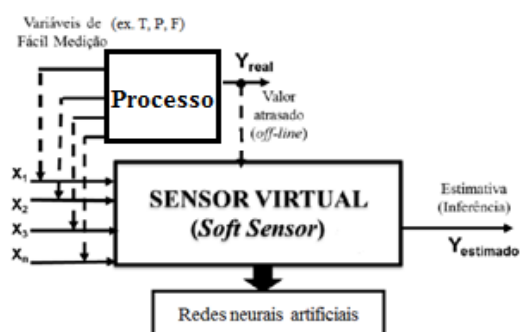 Variáveis de (ex. T, P, F)
Fácil Medição
Processo
Yreal
Valor
atrasado
(off-line)
X1
X2
X3
Xn
SENSOR VIRTUAL
(Soft Sensor)
Estimativa
(Inferência)
Yestimado
Redes neurais artificiais